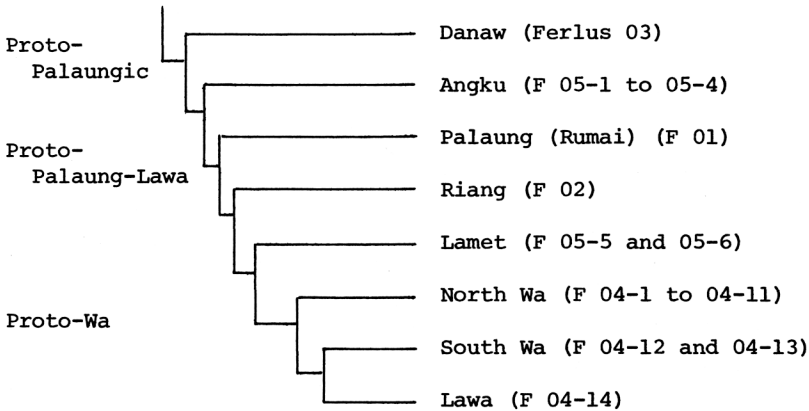 Danaw (Ferlus 03)
Proto-
Palaungic
Angku (F 05-1 to 05-4)
Palaung (Rumai) (F 01)
Proto-
Palaung-Lawa
Riang (F 02)
Lamet (F 05-5 and 05-6)
North Wa (F 04-1 to 04-11)
Proto-Wa
South Wa (F 04-12 and 04-13)
Lawa (F 04-14)